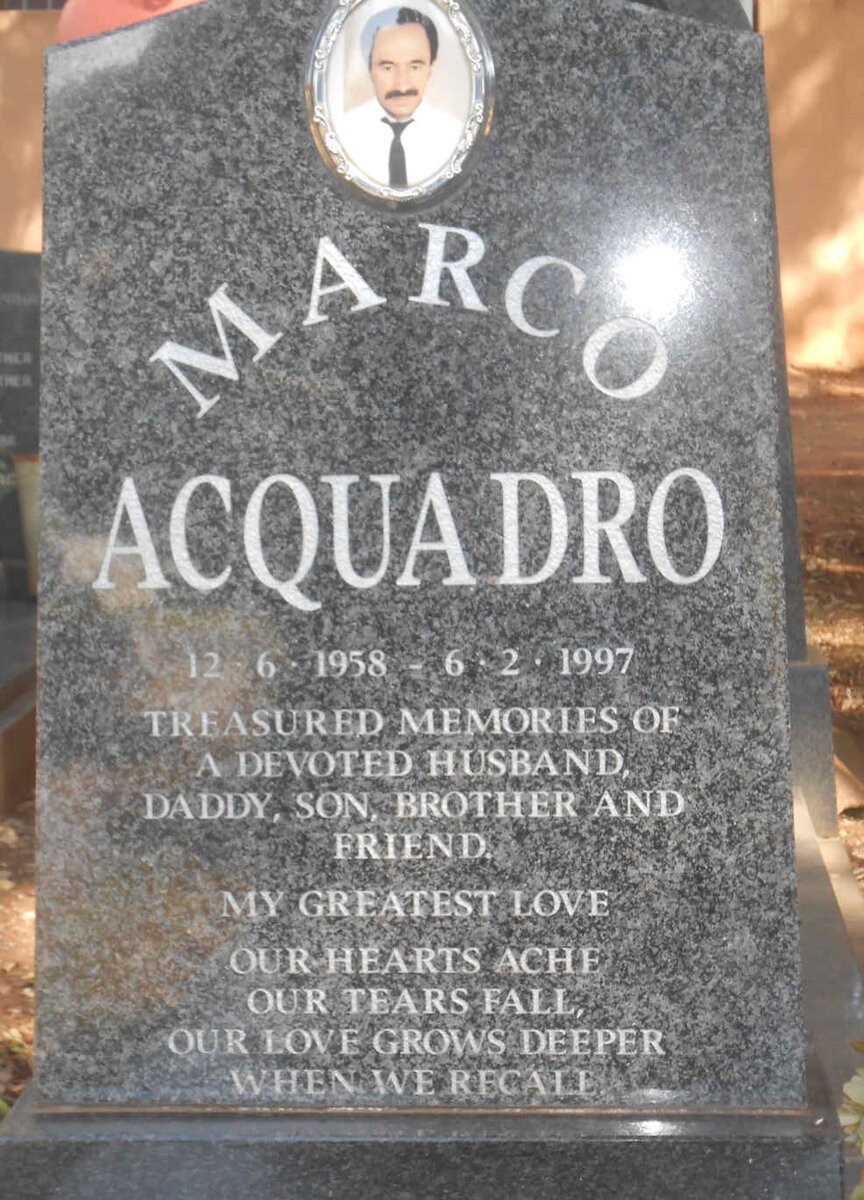 MARCO
ACQUADRO
12 · 6 · 1958 - 6 · 2 · 1997
TREASURED MEMORIES OF
A DEVOTED HUSBAND,
DADDY, SON, BROTHER AND
FRIEND.
MY GREATEST LOVE
OUR HEARTS ACHE
OUR TEARS FALL,
OUR LOVE GROWS DEEPER
WHEN WE RECALL